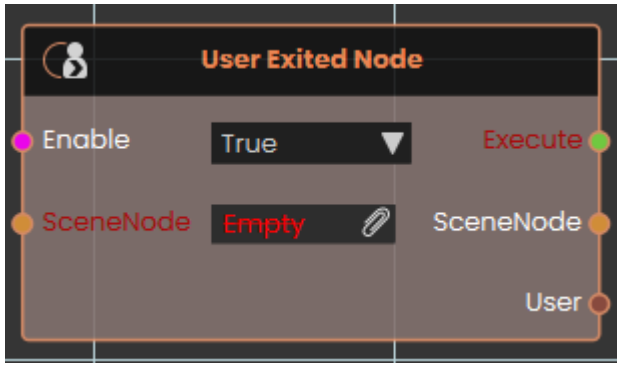 User Exited Node
Enable True Execute
SceneNode Empty SceneNode
User